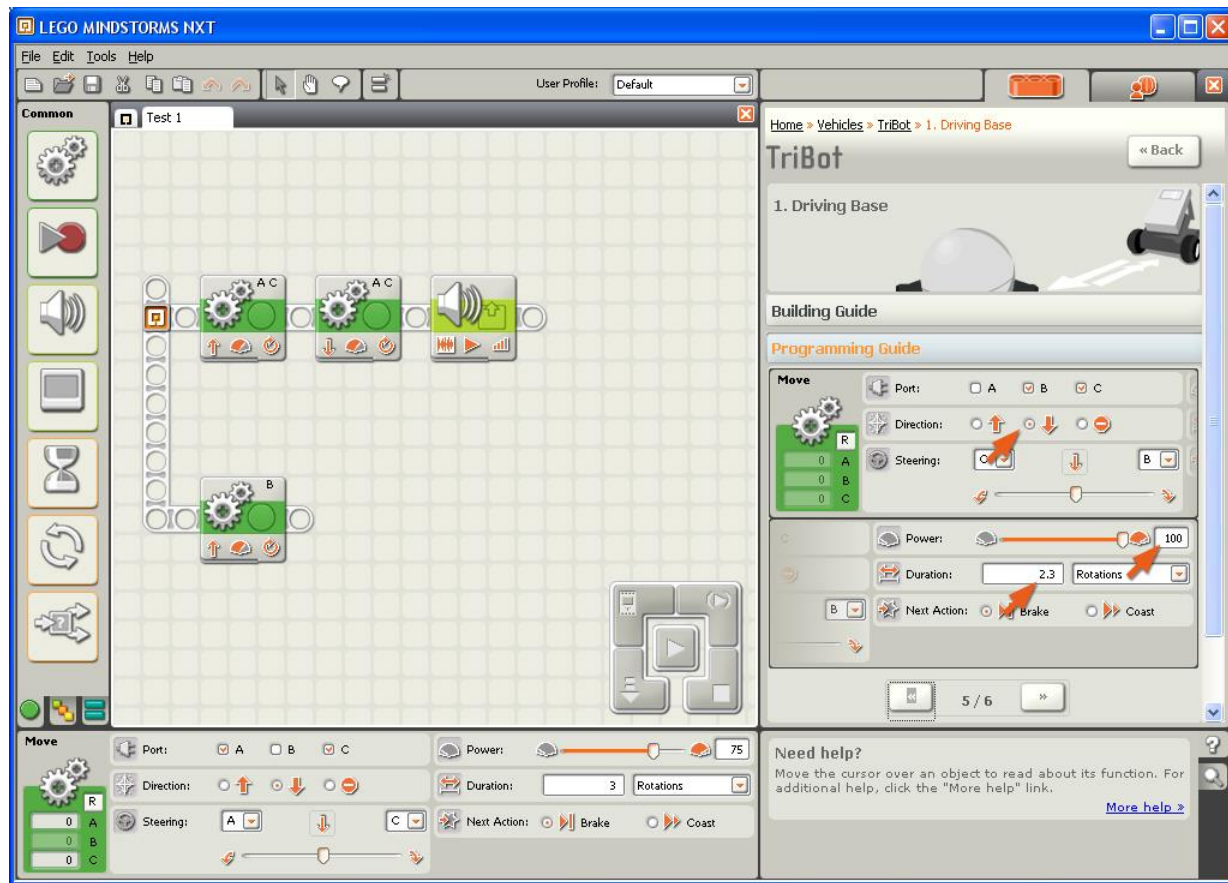 LEGO MINDSTORMS NXT
File Edit Tools Help
User Profile: Default
Common
Test 1
A C
A C
B
Home » Vehicles » TriBot » 1. Driving Base
TriBot
« Back
1. Driving Base
Building Guide
Programming Guide
Move
Port: A B C
Direction:
R
Steering: C B
0 A
0 B
0 C
C
Power: 100
Duration: 2.3 Rotations
B
Next Action: Brake Coast
5 / 6
Move
Port: A B C
Power: 75
Direction:
Duration: 3 Rotations
R
Steering: A C
Next Action: Brake Coast
0 A
0 B
0 C
Need help?
Move the cursor over an object to read about its function. For
additional help, click the "More help" link.
More help »